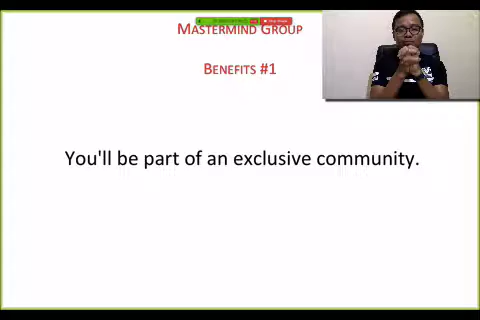 MASTERMIND GROUP
BENEFITS #1
You'll be part of an exclusive community.